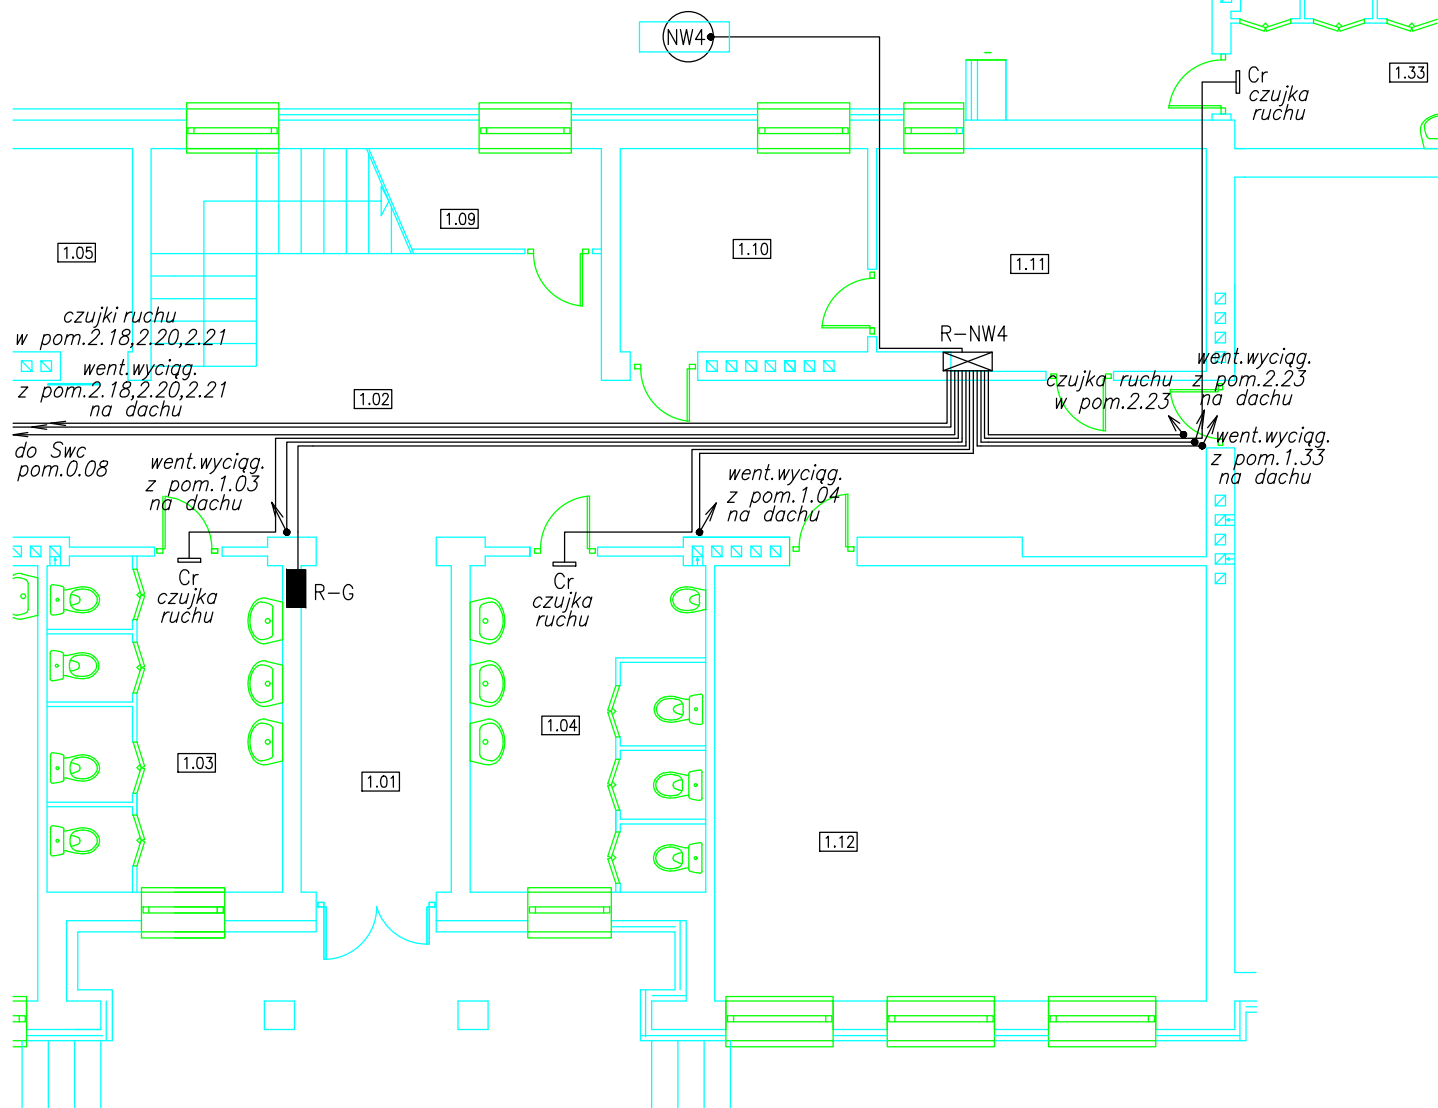 NW4
Cr
czujka
ruchu
1.33
1.09
1.05
1.10
1.11
czujki ruchu
w pom.2.18,2.20,2.21
went.wyciąg.
z pom.2.18,2.20,2.21
na dachu
R-NW4
czujka ruchu
w pom.2.23
went.wyciąg.
z pom.2.23
na dachu
1.02
do Swc
pom.0.08
went.wyciąg.
z pom.1.03
na dachu
went.wyciąg.
z pom.1.04
na dachu
went.wyciąg.
z pom.1.33
na dachu
Cr
czujka
ruchu
R-G
Cr
czujka
ruchu
1.03
1.01
1.04
1.12